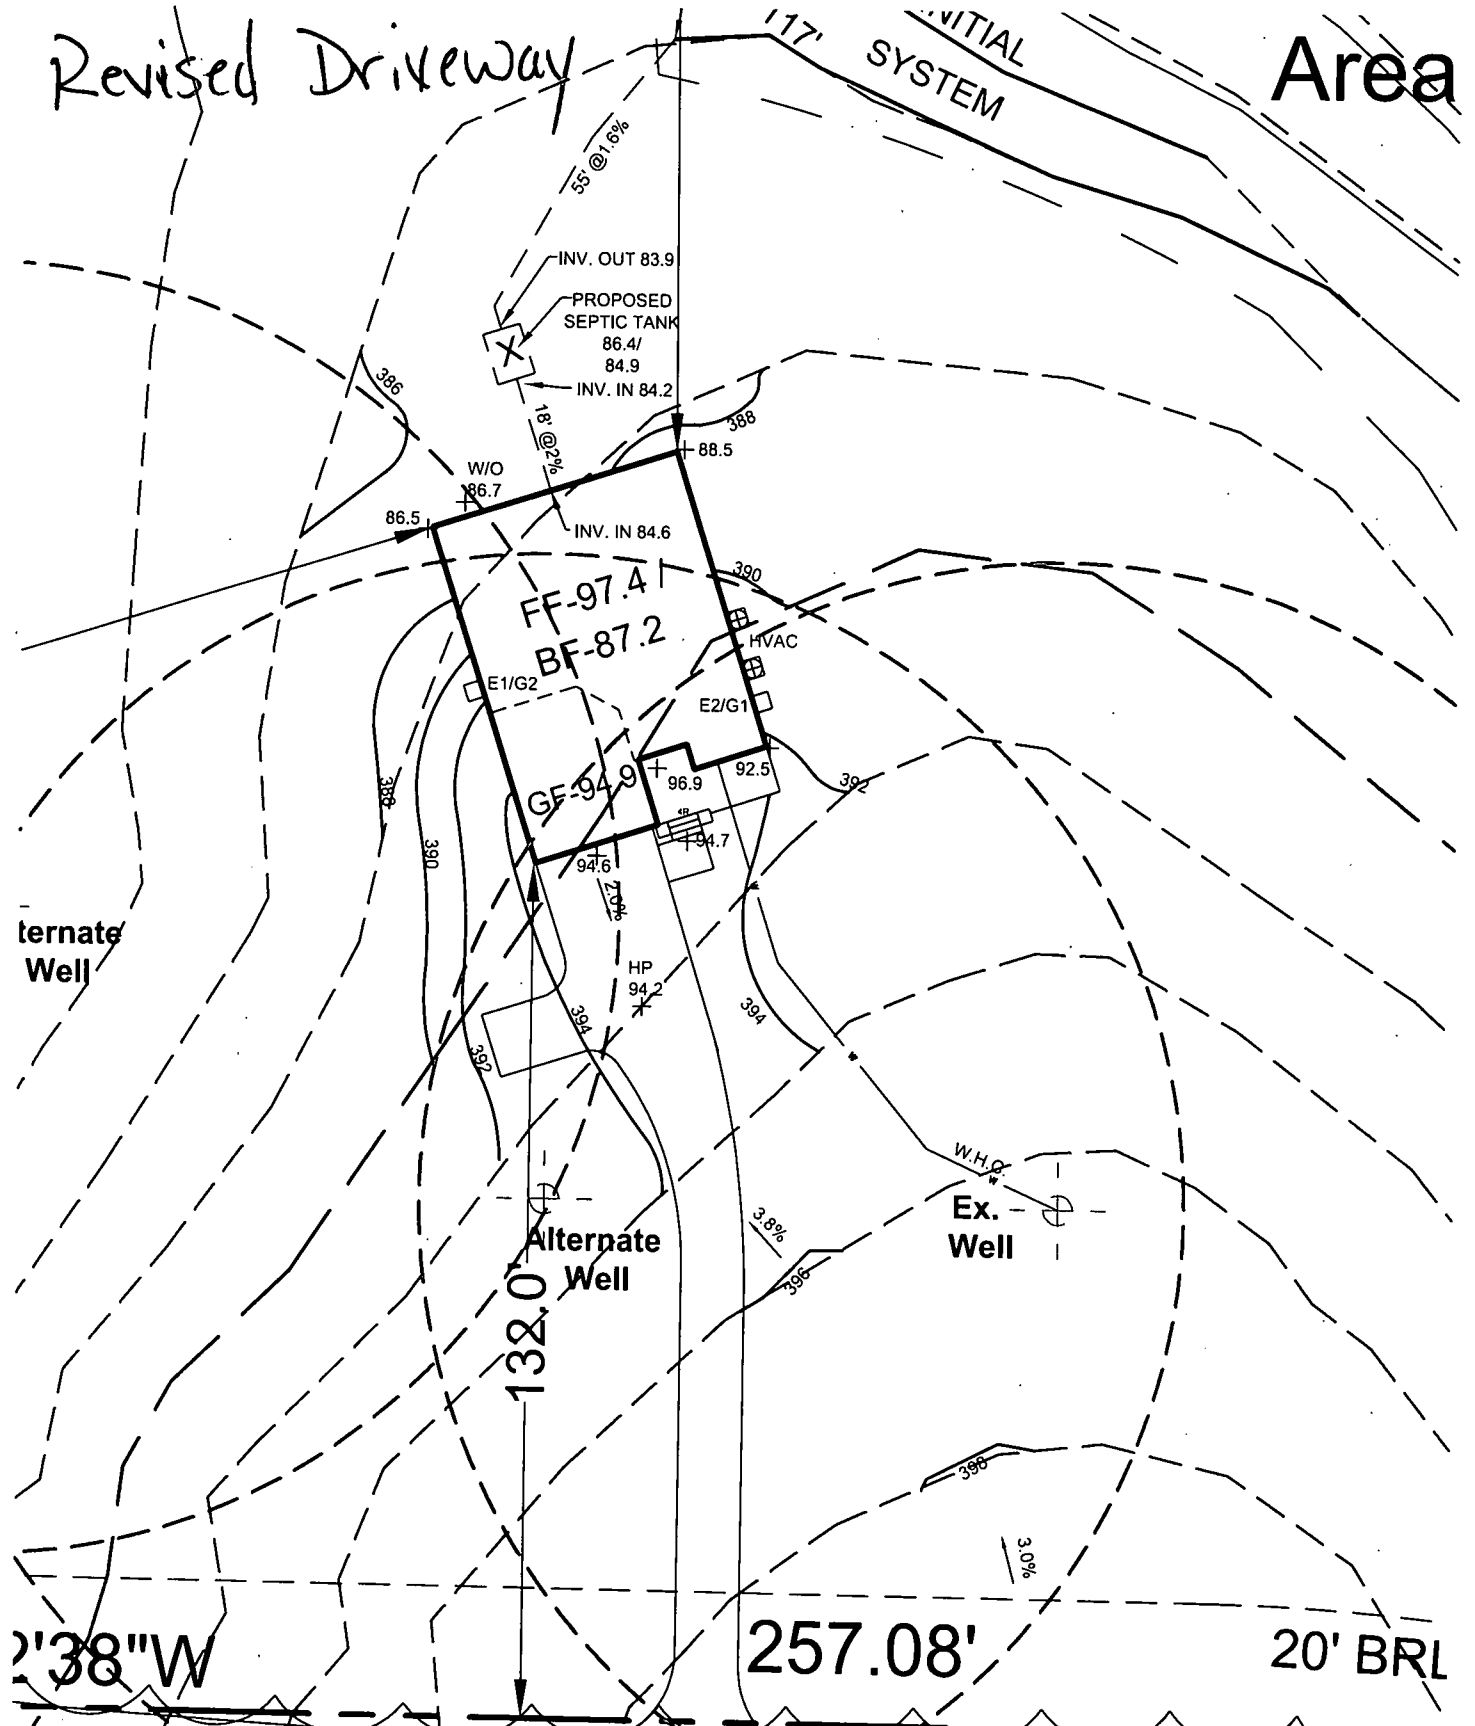 Revised Driveway
117'
INITIAL
SYSTEM
Area
55' @1.6%
INV. OUT 83.9
PROPOSED
SEPTIC TANK
86.4/
84.9
INV. IN 84.2
386
388
18' @2%
88.5
W/O
86.7
86.5
INV. IN 84.6
390
FF-97.4
BF-87.2
HVAC
E1/G2
E2/G1
GF-94.9
96.9
92.5
392
388
4R
94.7
390
94.6
2.0%
ternate
Well
HP
94.2
394
394
392
W.H.C.
W
W
W
Ex.
Well
Alternate
Well
3.8%
396
132.0'
398
3.0%
2'38"W
257.08'
20' BRL